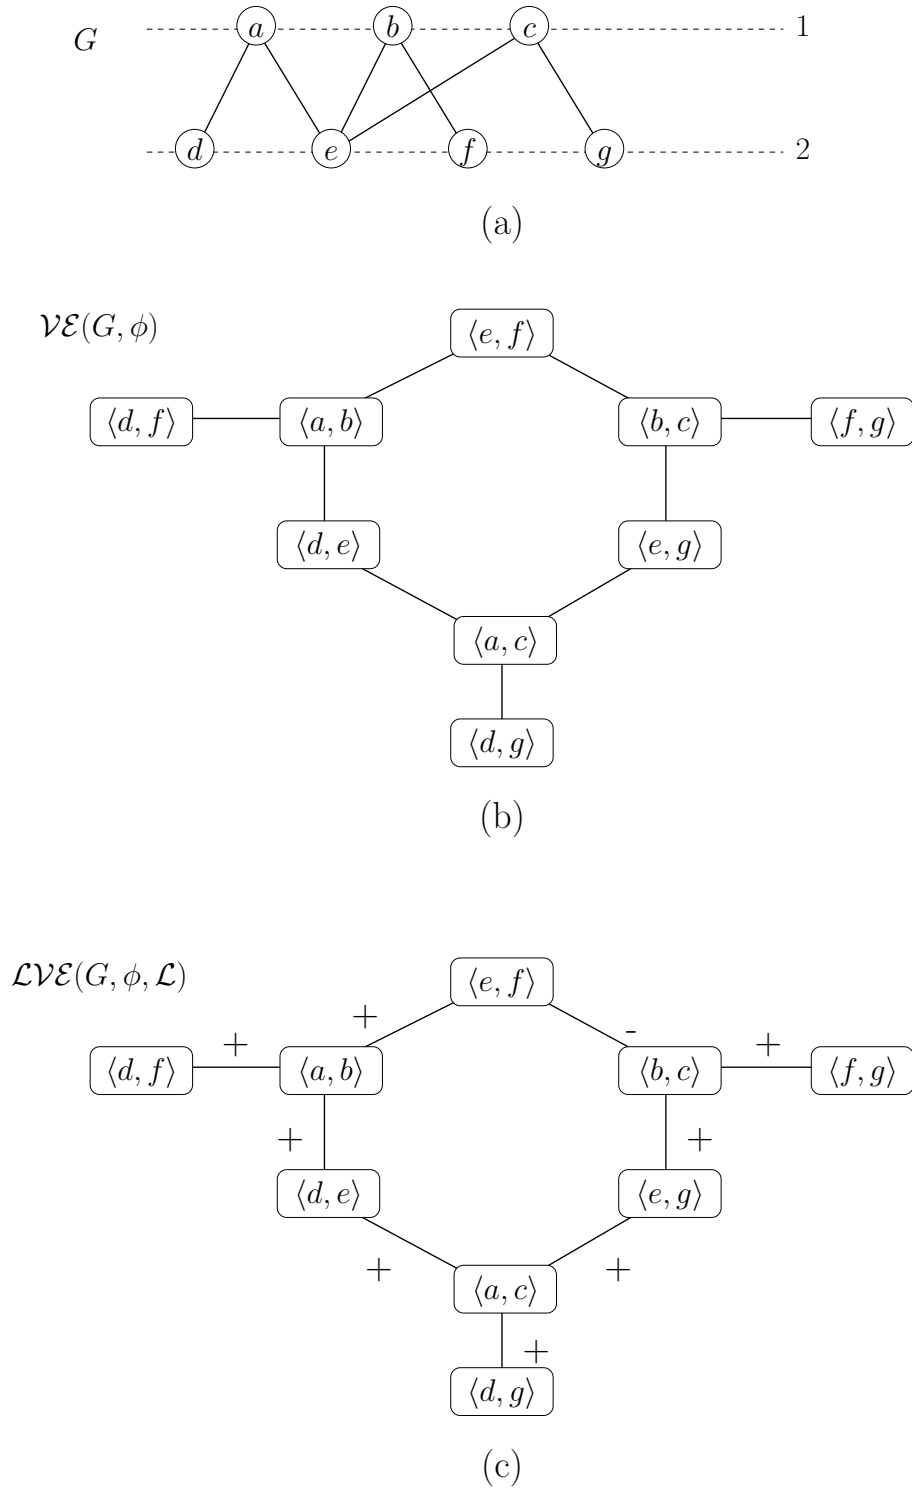 G a b c 1
d e f g 2
(a)
𝒱ℰ(G, ϕ)
⟨e, f⟩
⟨d, f⟩ ⟨a, b⟩ ⟨b, c⟩ ⟨f, g⟩
⟨d, e⟩ ⟨e, g⟩
⟨a, c⟩
⟨d, g⟩
(b)
ℒ𝒱ℰ(G, ϕ, ℒ)
⟨e, f⟩
+ -
+ +
⟨d, f⟩ ⟨a, b⟩ ⟨b, c⟩ ⟨f, g⟩
+ +
⟨d, e⟩ ⟨e, g⟩
+ +
⟨a, c⟩
+
⟨d, g⟩
(c)